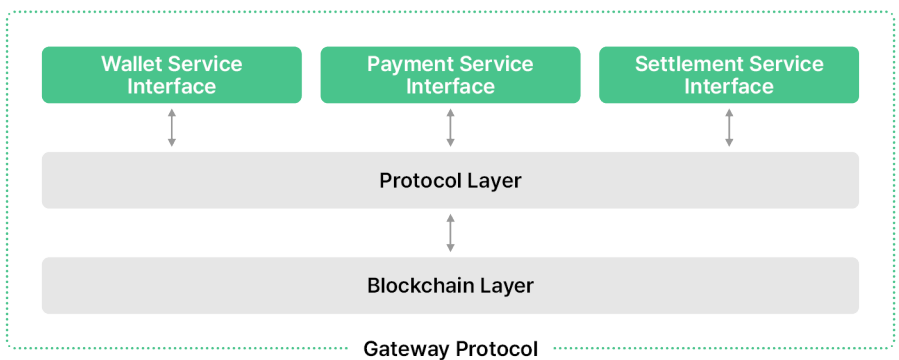 Wallet Service
Interface
Payment Service
Interface
Settlement Service
Interface
Protocol Layer
Blockchain Layer
Gateway Protocol